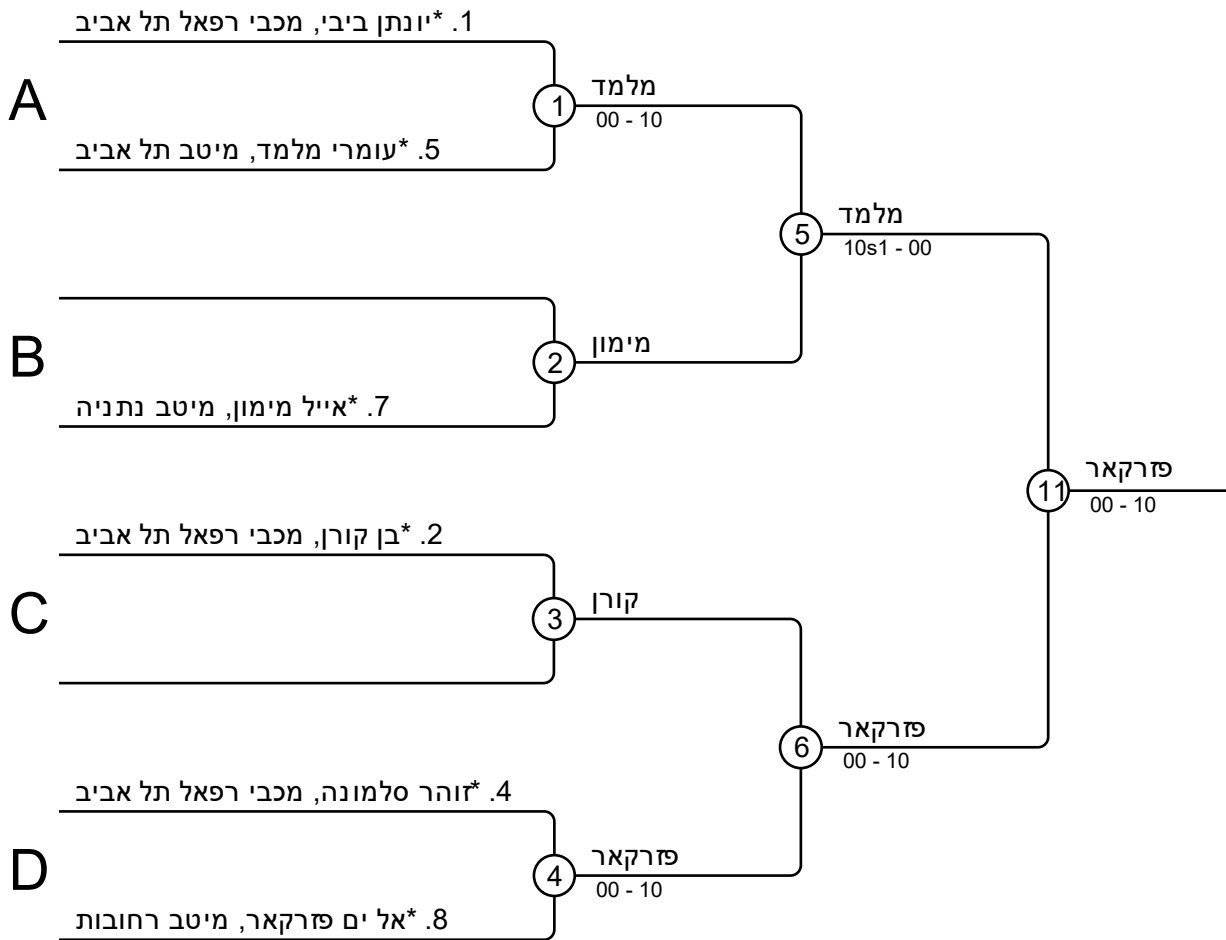 1. *יונתן ביבי, מכבי רפאל תל אביב
A
1
מלמד
00 - 10
5. *עומרי מלמד, מיטב תל אביב
5
מלמד
10s1 - 00
B
2
מימון
7. *אייל מימון, מיטב נתניה
11
פזרקאר
00 - 10
2. *בן קורן, מכבי רפאל תל אביב
C
3
קורן
6
פזרקאר
00 - 10
4. *זוהר סלמונה, מכבי רפאל תל אביב
D
4
פזרקאר
00 - 10
8. *אל ים פזרקאר, מיטב רחובות